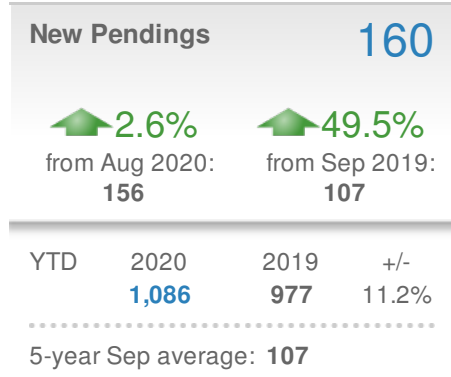 New Pendings 160
2.6% 49.5%
from Aug 2020: from Sep 2019:
156 107
YTD 2020 2019 +/-
1,086 977 11.2%
5-year Sep average: 107